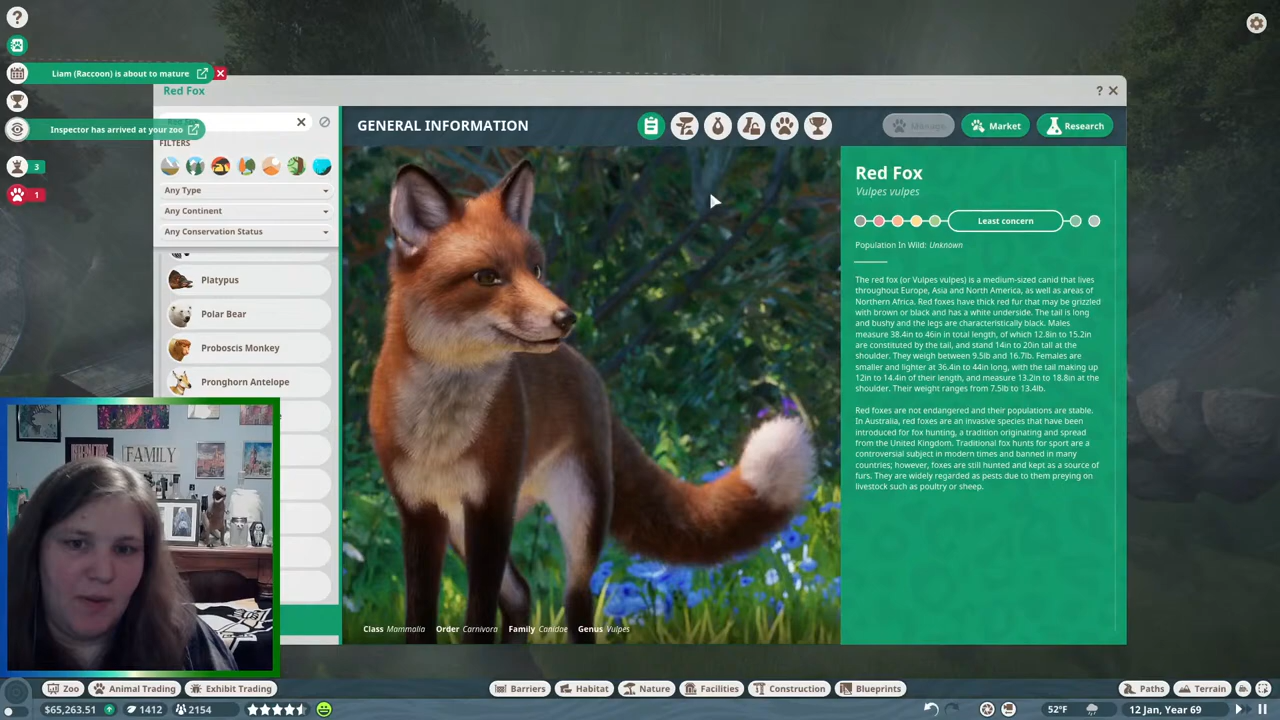 Liam (Raccoon) is about to mature
Red Fox
Inspector has arrived at your zoo
FILTERS
Any Type
Any Continent
Any Conservation Status
Platypus
Polar Bear
Proboscis Monkey
Pronghorn Antelope
3
1
GENERAL INFORMATION
Manage
Market
Research
Class Mammalia Order Carnivora Family Canidae Genus Vulpes
Red Fox
Vulpes vulpes
Least concern
Population In Wild: Unknown
The red fox (or Vulpes vulpes) is a medium-sized canid that lives
throughout Europe, Asia and North America, as well as areas of
Northern Africa. Red foxes have thick red fur that may be grizzled
with brown or black and has a white underside. The tail is long
and bushy and the legs are characteristically black. Males
measure 38.4in to 46in in total length, of which 12.8in to 15.2in
are constituted by the tail, and stand 14in to 20in tall at the
shoulder. They weigh between 9.5lb and 16.7lb. Females are
smaller and lighter at 36.4in to 44in long, with the tail making up
12in to 14.4in of their length, and measure 13.2in to 18.8in at the
shoulder. Their weight ranges from 7.5lb to 13.4lb.
Red foxes are not endangered and their populations are stable.
In Australia, red foxes are an invasive species that have been
introduced for fox hunting, a tradition originating and spread
from the United Kingdom. Traditional fox hunts for sport are a
controversial subject in modern times and banned in many
countries; however, foxes are still hunted and kept as a source of
furs. They are widely regarded as pests due to them preying on
livestock such as poultry or sheep.
FAMILY
Zoo
Animal Trading
Exhibit Trading
Barriers
Habitat
Nature
Facilities
Construction
Blueprints
Paths
Terrain
$65,263.51
1412
2154
52°F
12 Jan, Year 69